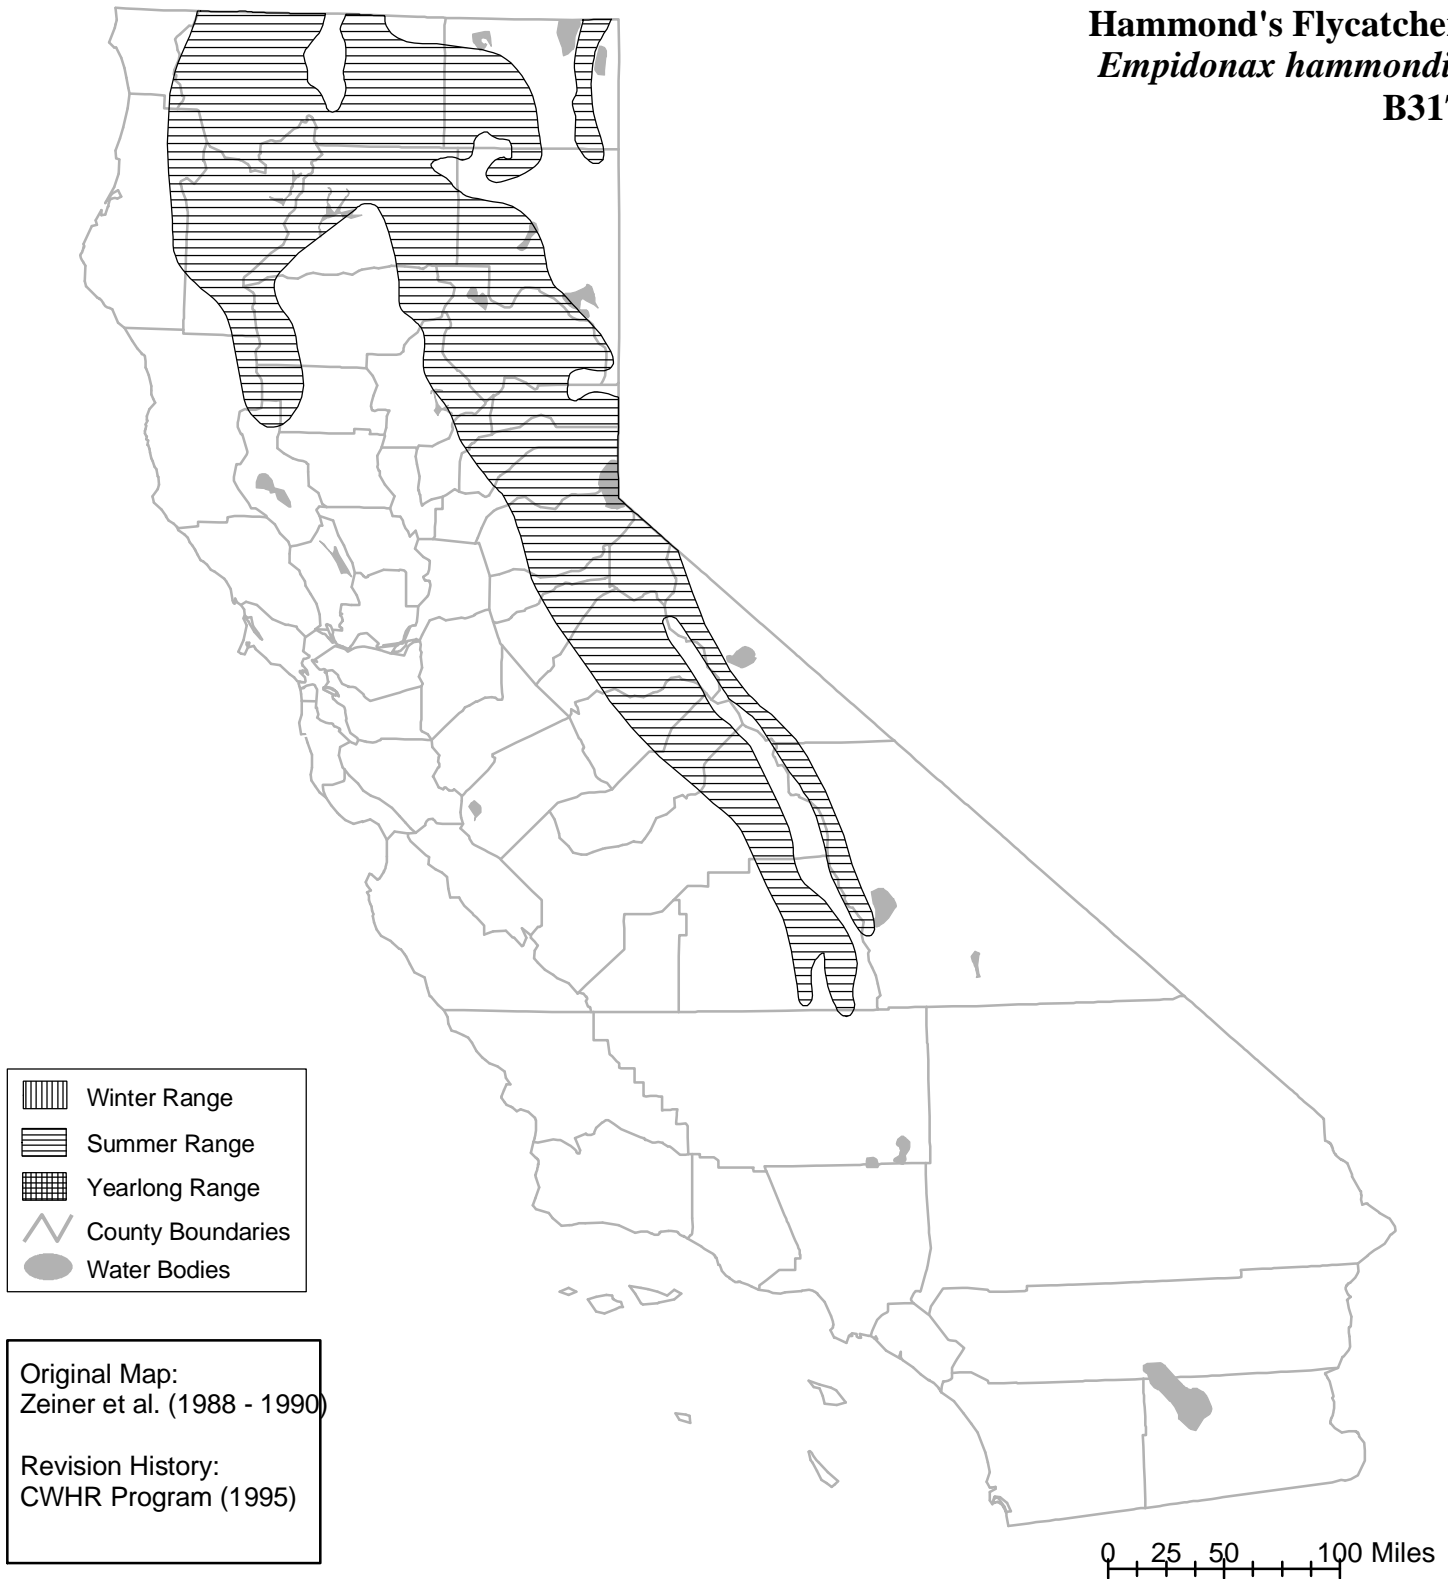 Hammond's Flycatcher
Empidonax hammondi
B317
Winter Range
Summer Range
Yearlong Range
County Boundaries
Water Bodies
Original Map:
Zeiner et al. (1988 - 1990)
Revision History:
CWHR Program (1995)
0 25 50 100 Miles